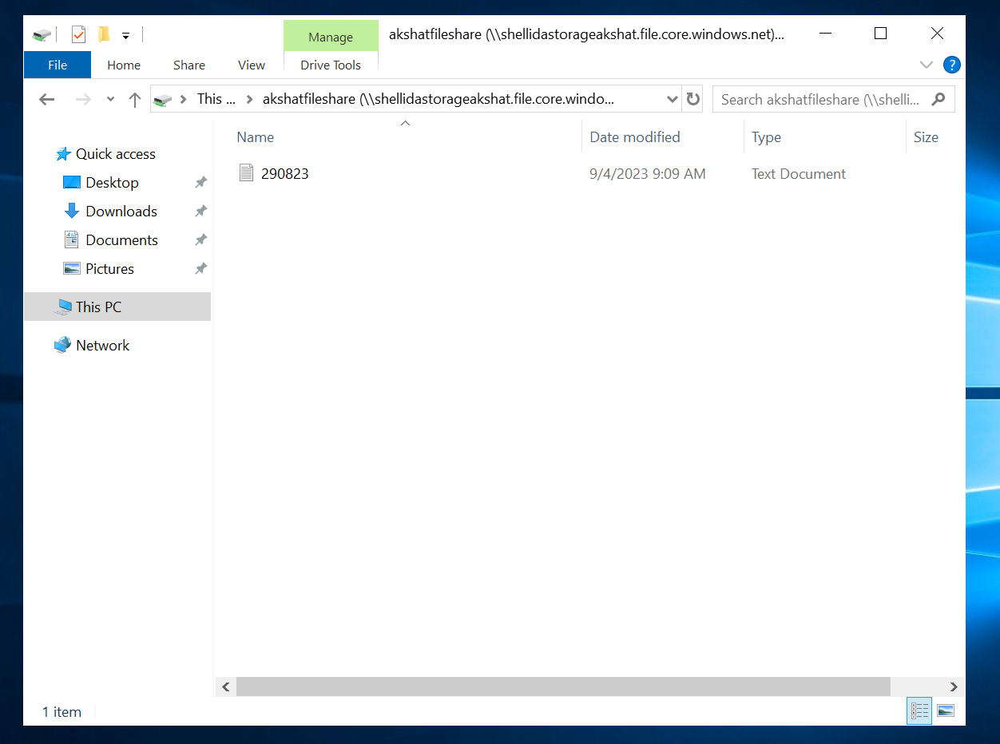 Manage
akshatfileshare (\\shellidastorageakshat.file.core.windows.net)...
File
Home
Share
View
Drive Tools
?
This ...
akshatfileshare (\\shellidastorageakshat.file.core.windo...
Search akshatfileshare (\\shelli...
Name
Date modified
Type
Size
Quick access
290823
9/4/2023 9:09 AM
Text Document
Desktop
Downloads
Documents
Pictures
This PC
Network
1 item